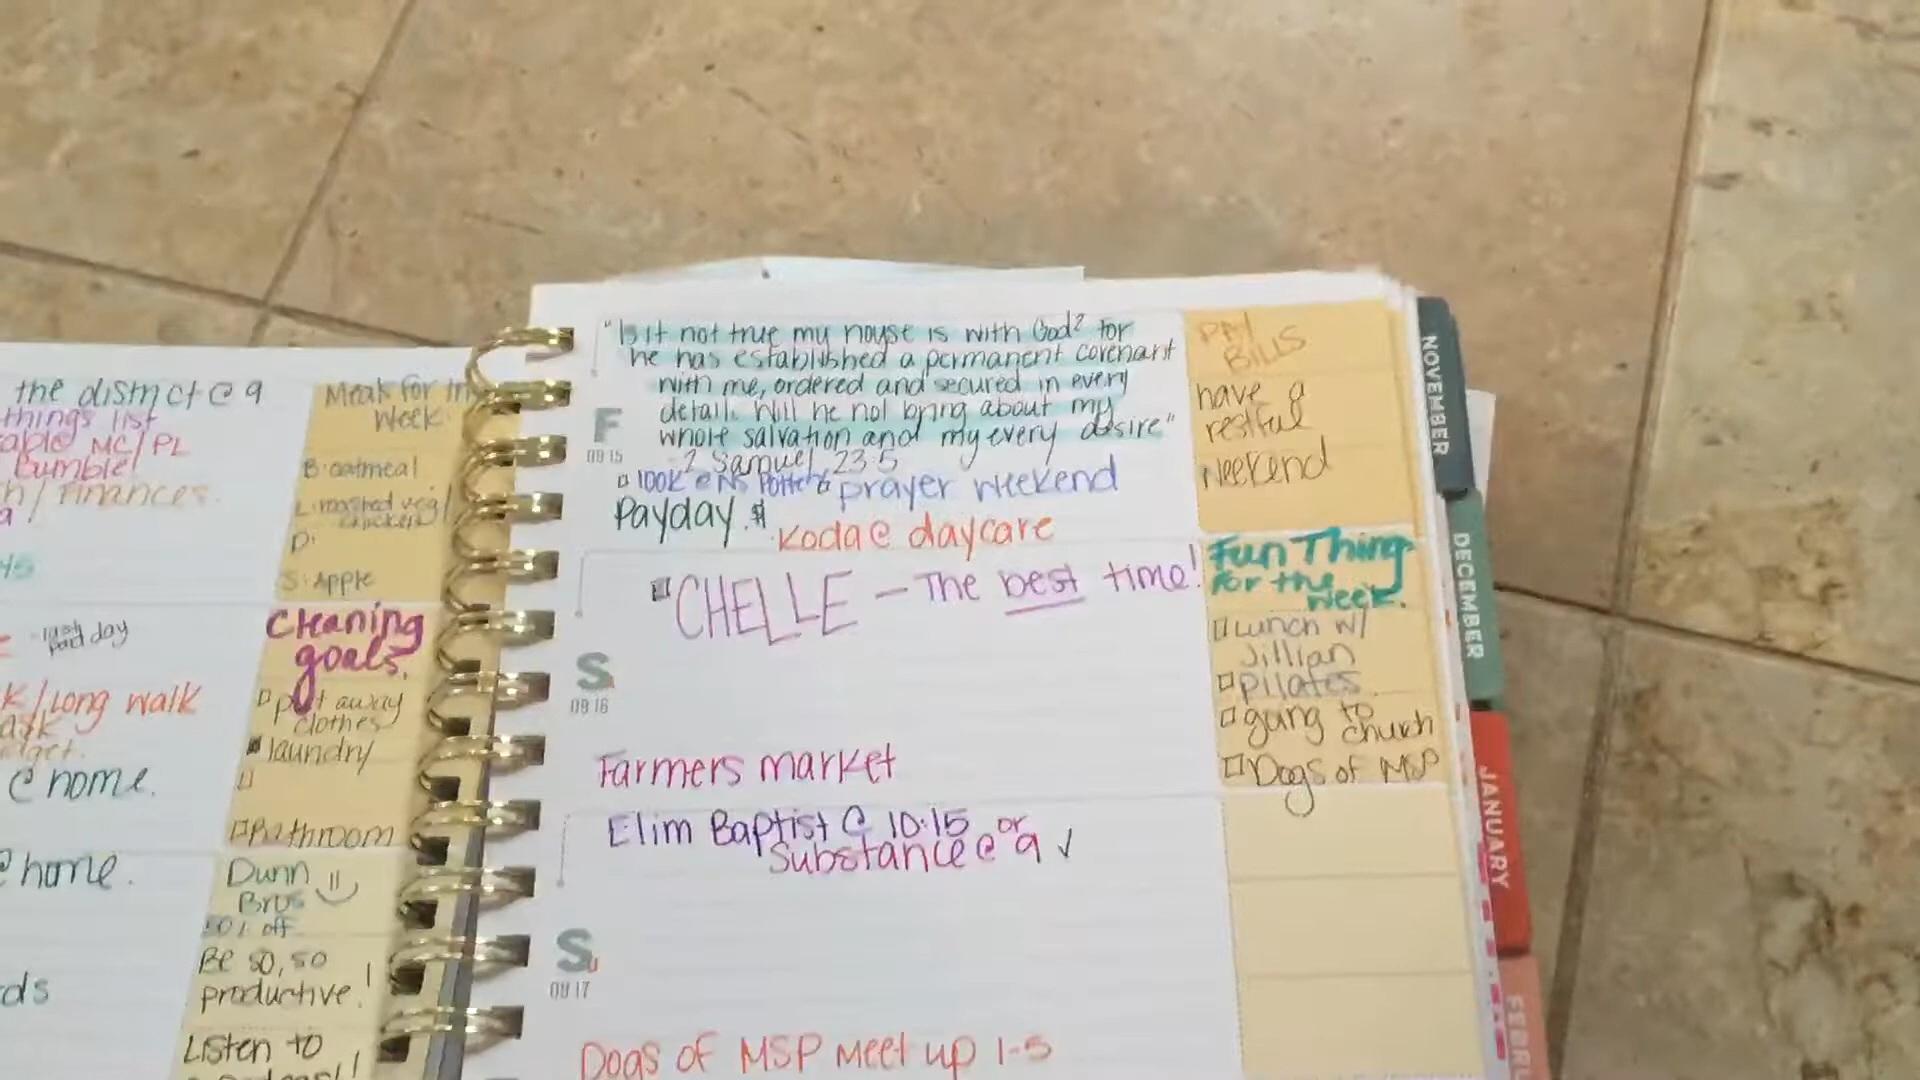 the district @ 9
things list
MC/PL
Bumble!
Finances.
last
paid day
/Long walk
@ home.
home.
Meals for this
Week:
B: oatmeal
L: roasted veg/
D:
S: Apple
Cleaning
goals.
put away
clothes
laundry
Bathroom
Dunn
Bros
50% off
Be so, so
productive!
Listen to
"Is it not true my house is with God? For
he has established a permanent covenant
with me, ordered and secured in every
detail. Will he not bring about my
whole salvation and my every desire"
2 Samuel 23:5
F
09.15
100K @ NS
prayer weekend
Payday. $
Koda @ daycare
CHELLE - The best time!
S
09.16
Farmers market
Elim Baptist @ 10:15 or
Substance @ 9 ✓
S
09.17
Dogs of MSP Meet up 1-5
PAY
BILLS
have a
restful
weekend
Fun Thing
for the
week.
Lunch w/
Jillian
pilates
going to
church
Dogs of MSP
NOVEMBER
DECEMBER
JANUARY